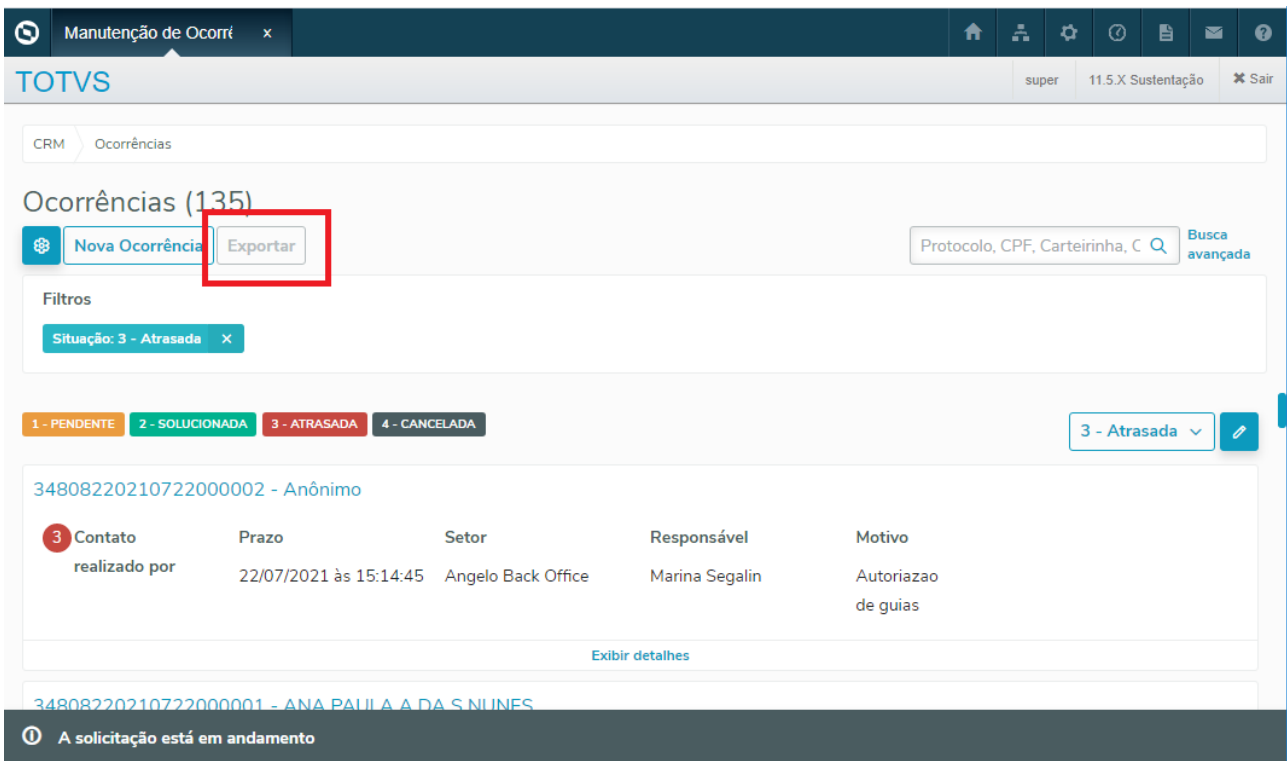 Manutenção de Ocorrê x
TOTVS super 11.5.X Sustentação Sair
CRM Ocorrências
Ocorrências (135)
Nova Ocorrência Exportar Protocolo, CPF, Carteirinha, C Busca
avançada
Filtros
Situação: 3 - Atrasada ×
1 - PENDENTE 2 - SOLUCIONADA 3 - ATRASADA 4 - CANCELADA 3 - Atrasada
34808220210722000002 - Anônimo
3 Contato Prazo Setor Responsável Motivo
realizado por 22/07/2021 às 15:14:45 Angelo Back Office Marina Segalin Autoriazao
de guias
Exibir detalhes
34808220210722000001 - ANA PAULA A DA S NUNES
A solicitação está em andamento